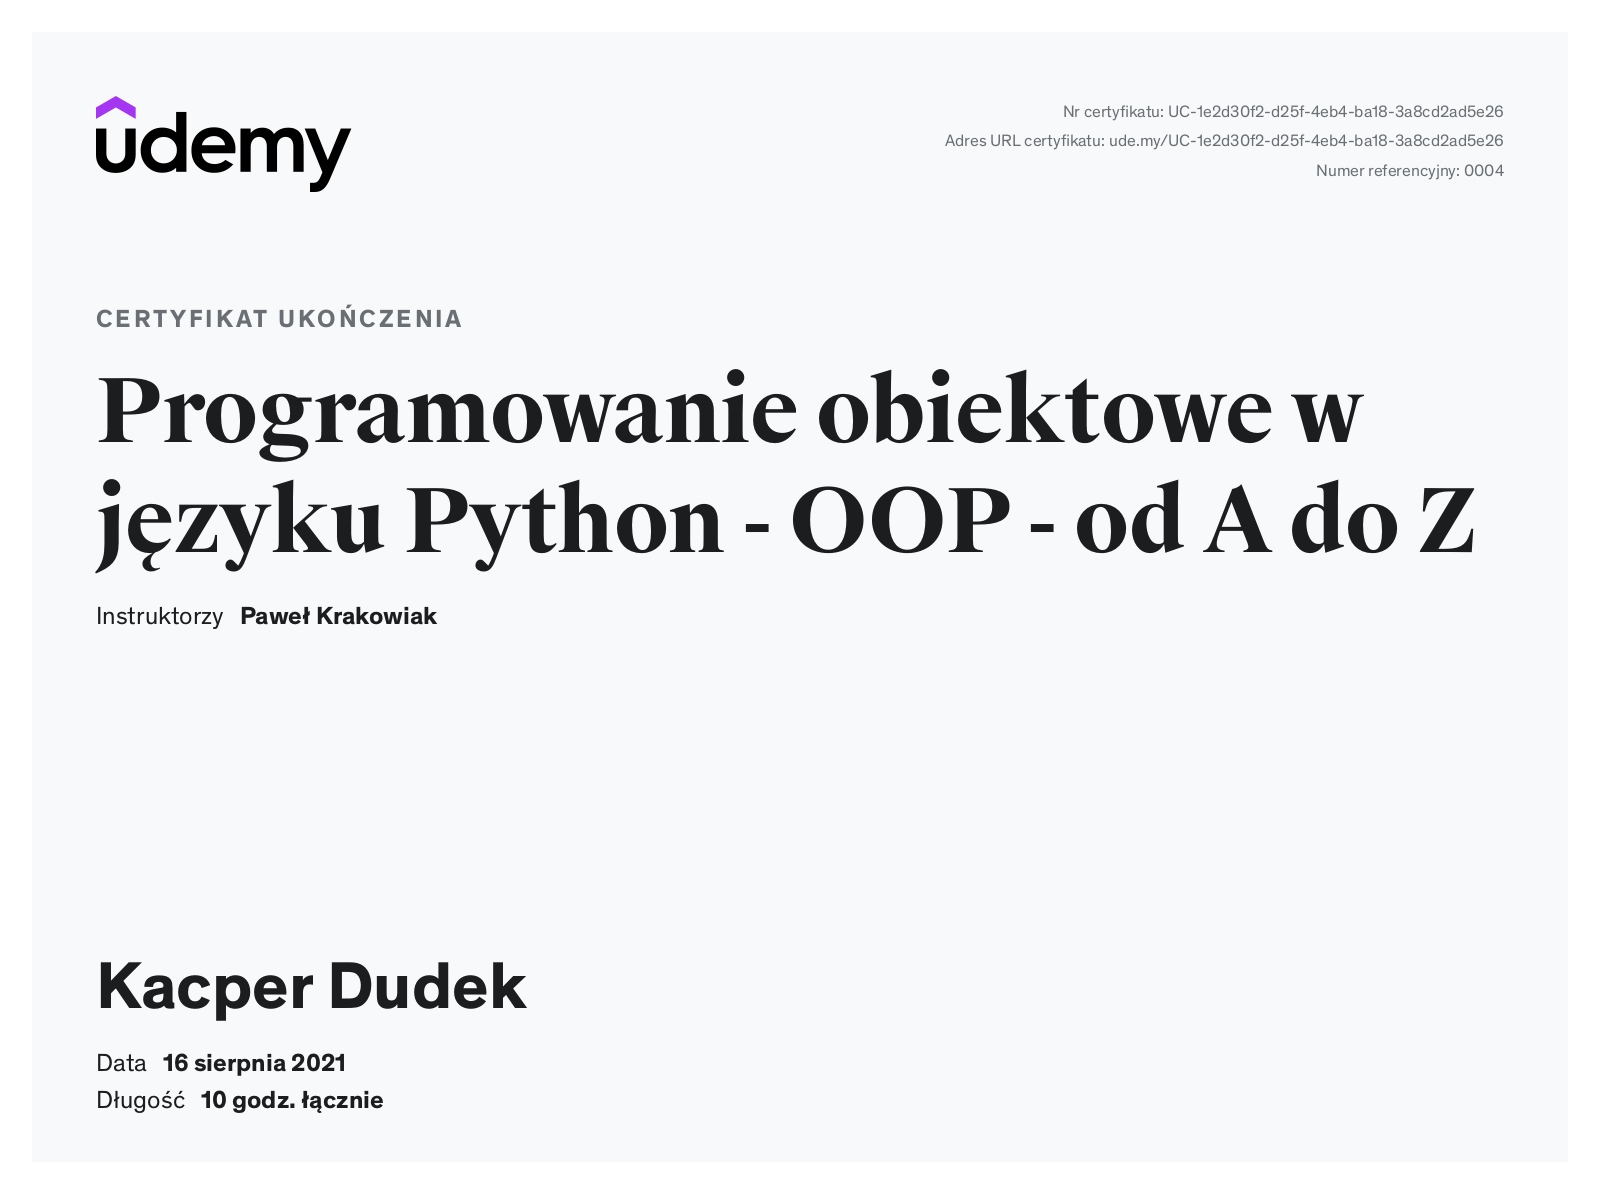 udemy
Nr certyfikatu: UC-1e2d30f2-d25f-4eb4-ba18-3a8cd2ad5e26
Adres URL certyfikatu: ude.my/UC-1e2d30f2-d25f-4eb4-ba18-3a8cd2ad5e26
Numer referencyjny: 0004
CERTYFIKAT UKOŃCZENIA
Programowanie obiektowe w
języku Python - OOP - od A do Z
Instruktorzy Paweł Krakowiak
Kacper Dudek
Data 16 sierpnia 2021
Długość 10 godz. łącznie